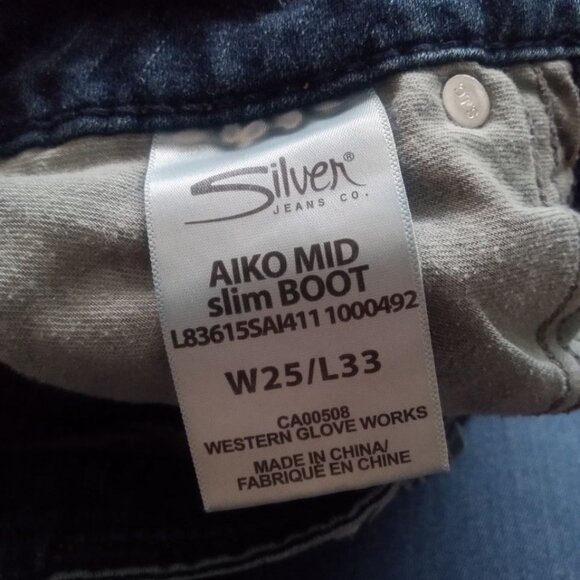 Silver®
JEANS CO.
AIKO MID
slim BOOT
L83615SAI411 1000492
W25/L33
CA00508
WESTERN GLOVE WORKS
MADE IN CHINA/
FABRIQUÉ EN CHINE